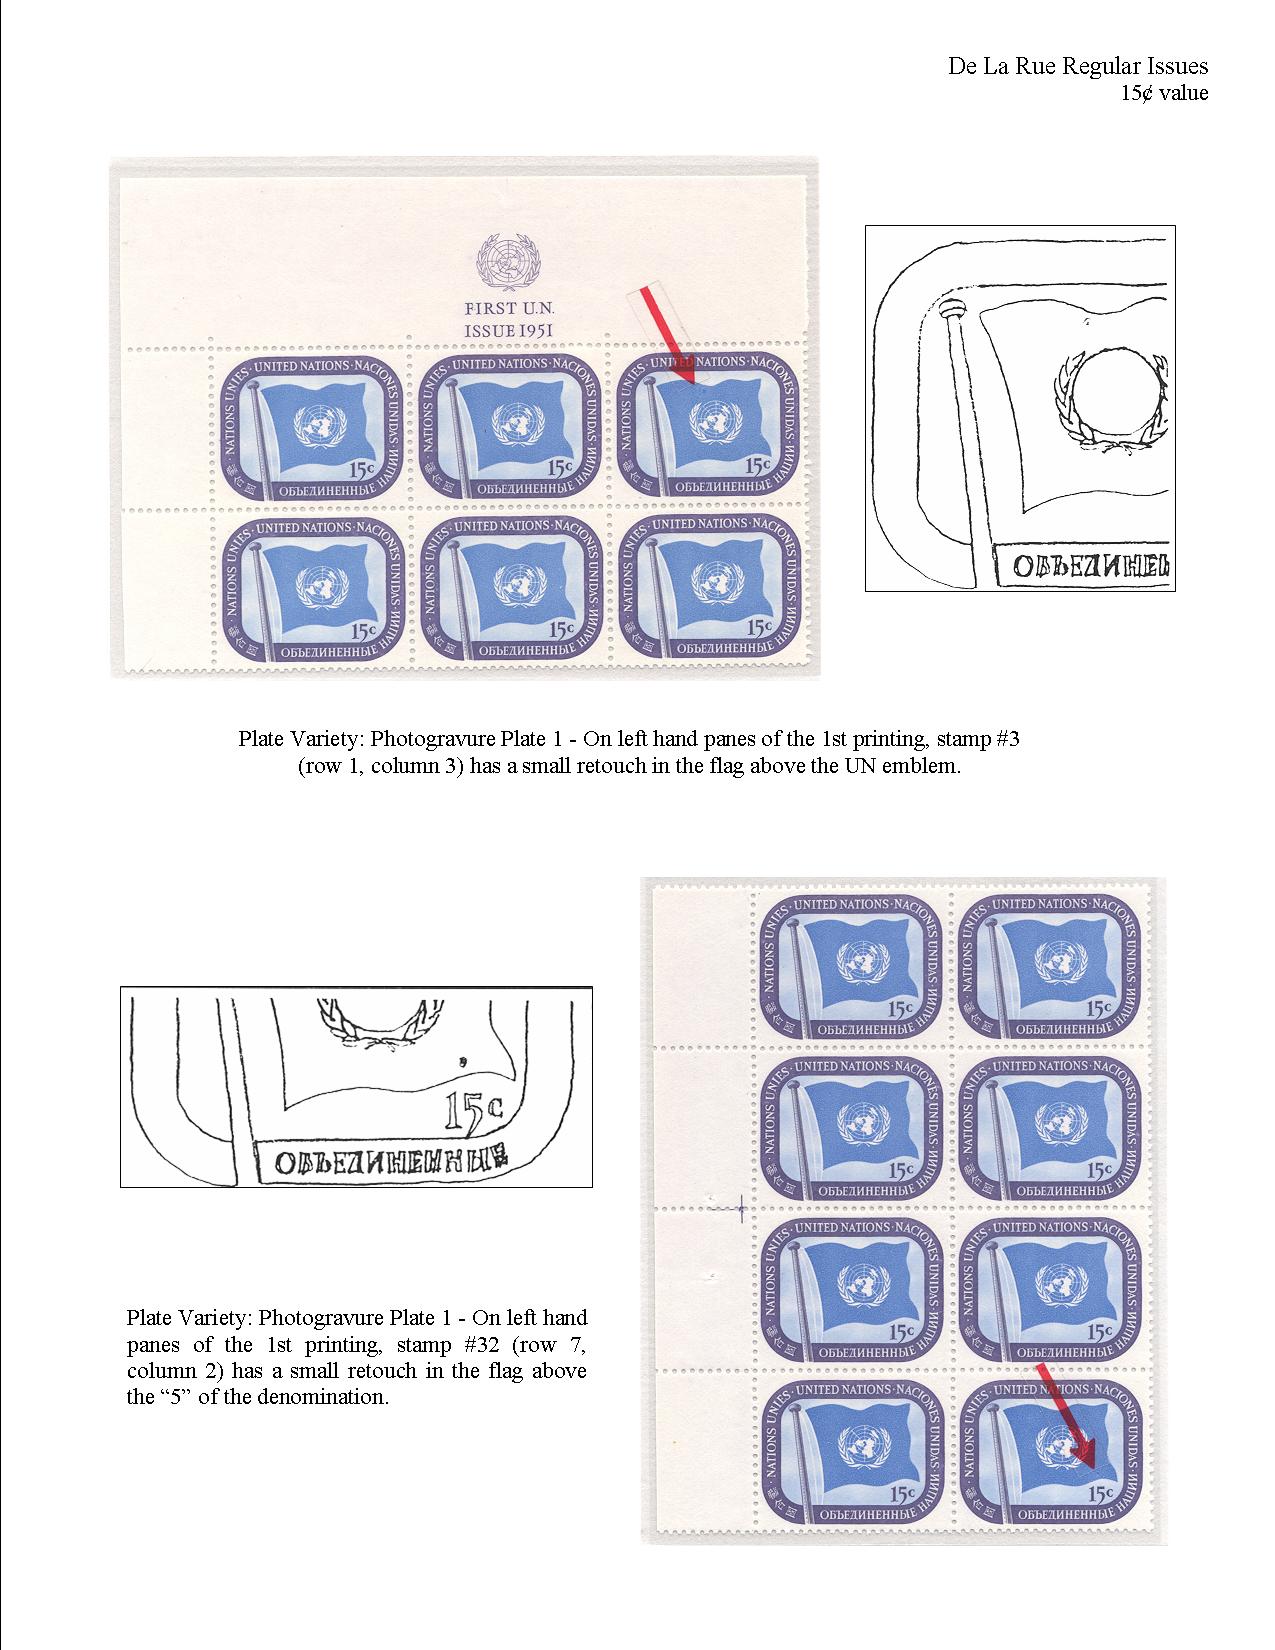 De La Rue Regular Issues
15¢ value
FIRST U.N.
ISSUE 1951
NATIONS UNIES · UNITED NATIONS · NACIONES UNIDAS · ОБЪЕДИНЕННЫЕ НАЦИИ
15c
NATIONS UNIES · UNITED NATIONS · NACIONES UNIDAS · ОБЪЕДИНЕННЫЕ НАЦИИ
15c
NATIONS UNIES · UNITED NATIONS · NACIONES UNIDAS · ОБЪЕДИНЕННЫЕ НАЦИИ
15c
NATIONS UNIES · UNITED NATIONS · NACIONES UNIDAS · ОБЪЕДИНЕННЫЕ НАЦИИ
15c
NATIONS UNIES · UNITED NATIONS · NACIONES UNIDAS · ОБЪЕДИНЕННЫЕ НАЦИИ
15c
NATIONS UNIES · UNITED NATIONS · NACIONES UNIDAS · ОБЪЕДИНЕННЫЕ НАЦИИ
15c
ОБЪЕДИНЕ
Plate Variety: Photogravure Plate 1 - On left hand panes of the 1st printing, stamp #3
(row 1, column 3) has a small retouch in the flag above the UN emblem.
15c
ОБЪЕДИНЕННЫЕ
Plate Variety: Photogravure Plate 1 - On left hand
panes of the 1st printing, stamp #32 (row 7,
column 2) has a small retouch in the flag above
the “5” of the denomination.
NATIONS UNIES · UNITED NATIONS · NACIONES UNIDAS · ОБЪЕДИНЕННЫЕ НАЦИИ
15c
NATIONS UNIES · UNITED NATIONS · NACIONES UNIDAS · ОБЪЕДИНЕННЫЕ НАЦИИ
15c
NATIONS UNIES · UNITED NATIONS · NACIONES UNIDAS · ОБЪЕДИНЕННЫЕ НАЦИИ
15c
NATIONS UNIES · UNITED NATIONS · NACIONES UNIDAS · ОБЪЕДИНЕННЫЕ НАЦИИ
15c
NATIONS UNIES · UNITED NATIONS · NACIONES UNIDAS · ОБЪЕДИНЕННЫЕ НАЦИИ
15c
NATIONS UNIES · UNITED NATIONS · NACIONES UNIDAS · ОБЪЕДИНЕННЫЕ НАЦИИ
15c
NATIONS UNIES · UNITED NATIONS · NACIONES UNIDAS · ОБЪЕДИНЕННЫЕ НАЦИИ
15c
NATIONS UNIES · UNITED NATIONS · NACIONES UNIDAS · ОБЪЕДИНЕННЫЕ НАЦИИ
15c